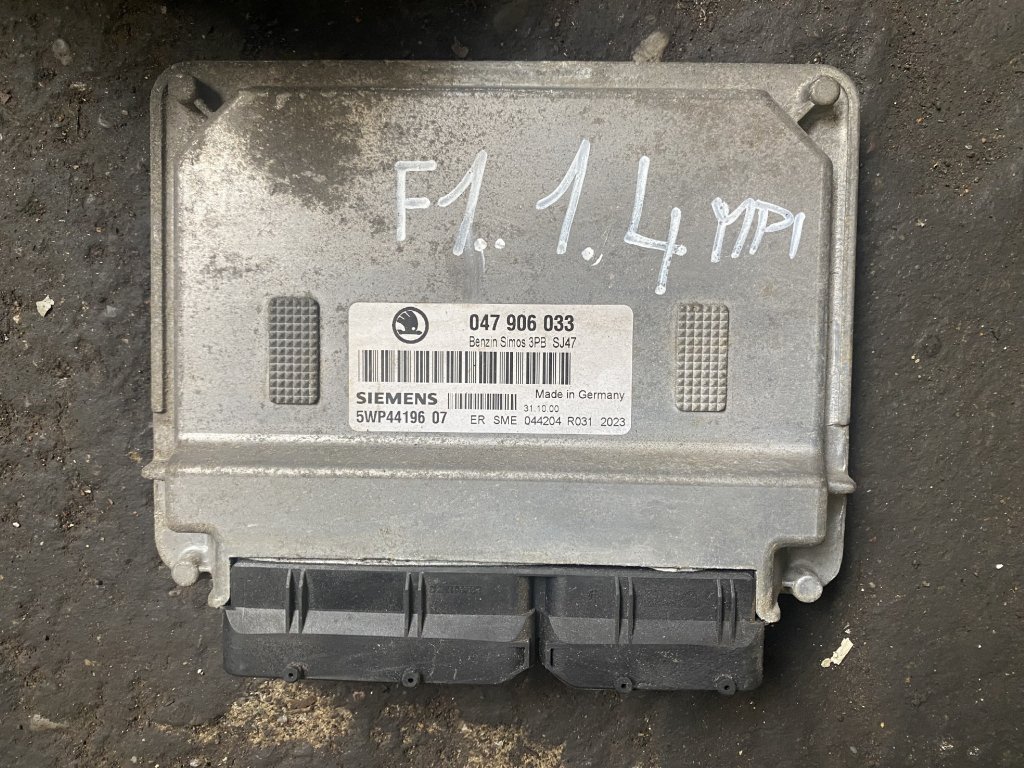 F1.. 1.4 MPI
047 906 033
Benzin Simos 3PB SJ47
Made in Germany
SIEMENS 31.10.00
5WP44196 07 ER SME 044204 R031 2023